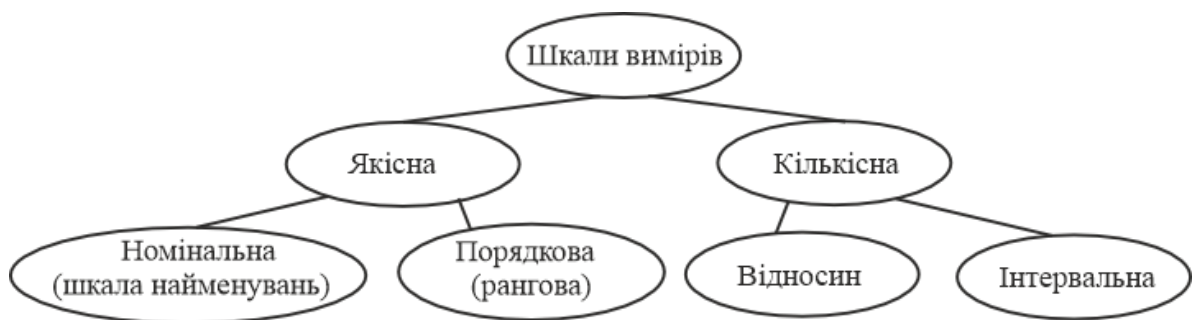 Шкали вимірів
Якісна
Кількісна
Номінальна
(шкала найменувань)
Порядкова
(рангова)
Відносин
Інтервальна